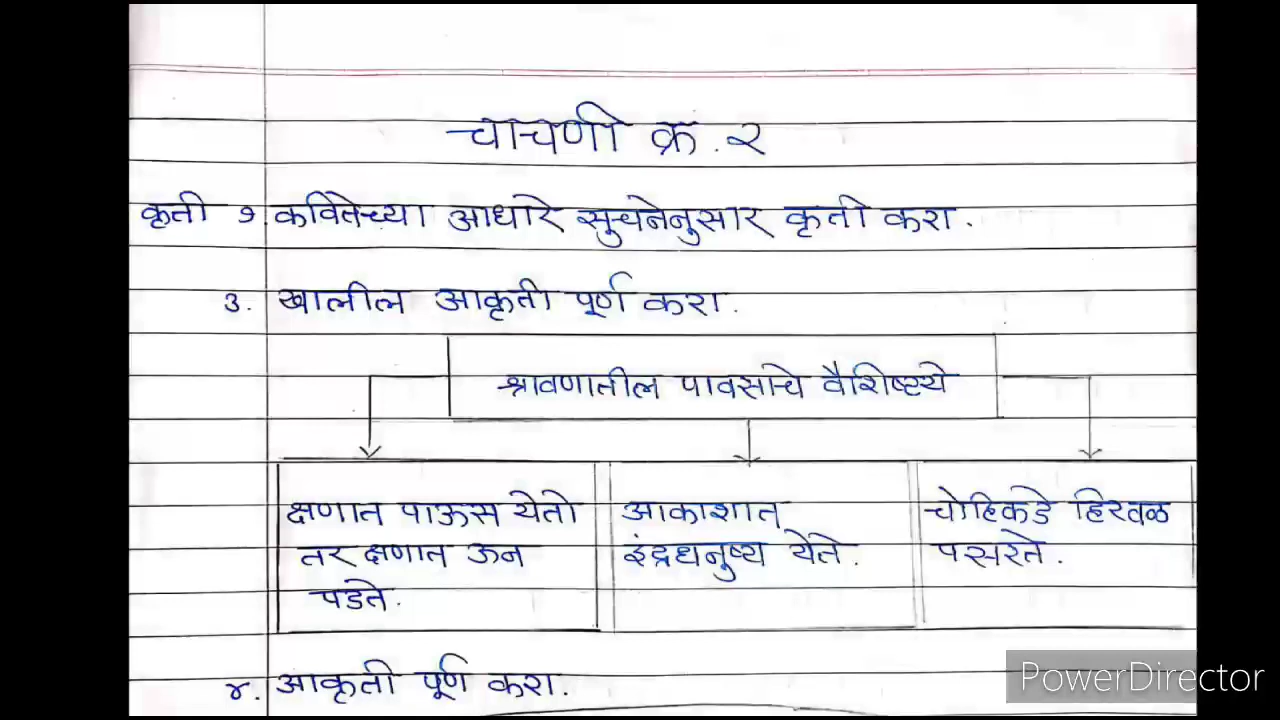 चाचणी क्र. २
कृती १. कवितेच्या आधारे सुचनेनुसार कृती करा.
३. खालील आकृती पूर्ण करा.
श्रावणातील पावसाचे वैशिष्ट्ये
क्षणात पाऊस येतो
तर क्षणात ऊन
पडते.
आकाशात
इंद्रधनुष्य येते.
चोहिकडे हिरवळ
पसरते.
४. आकृती पूर्ण करा.
PowerDirector